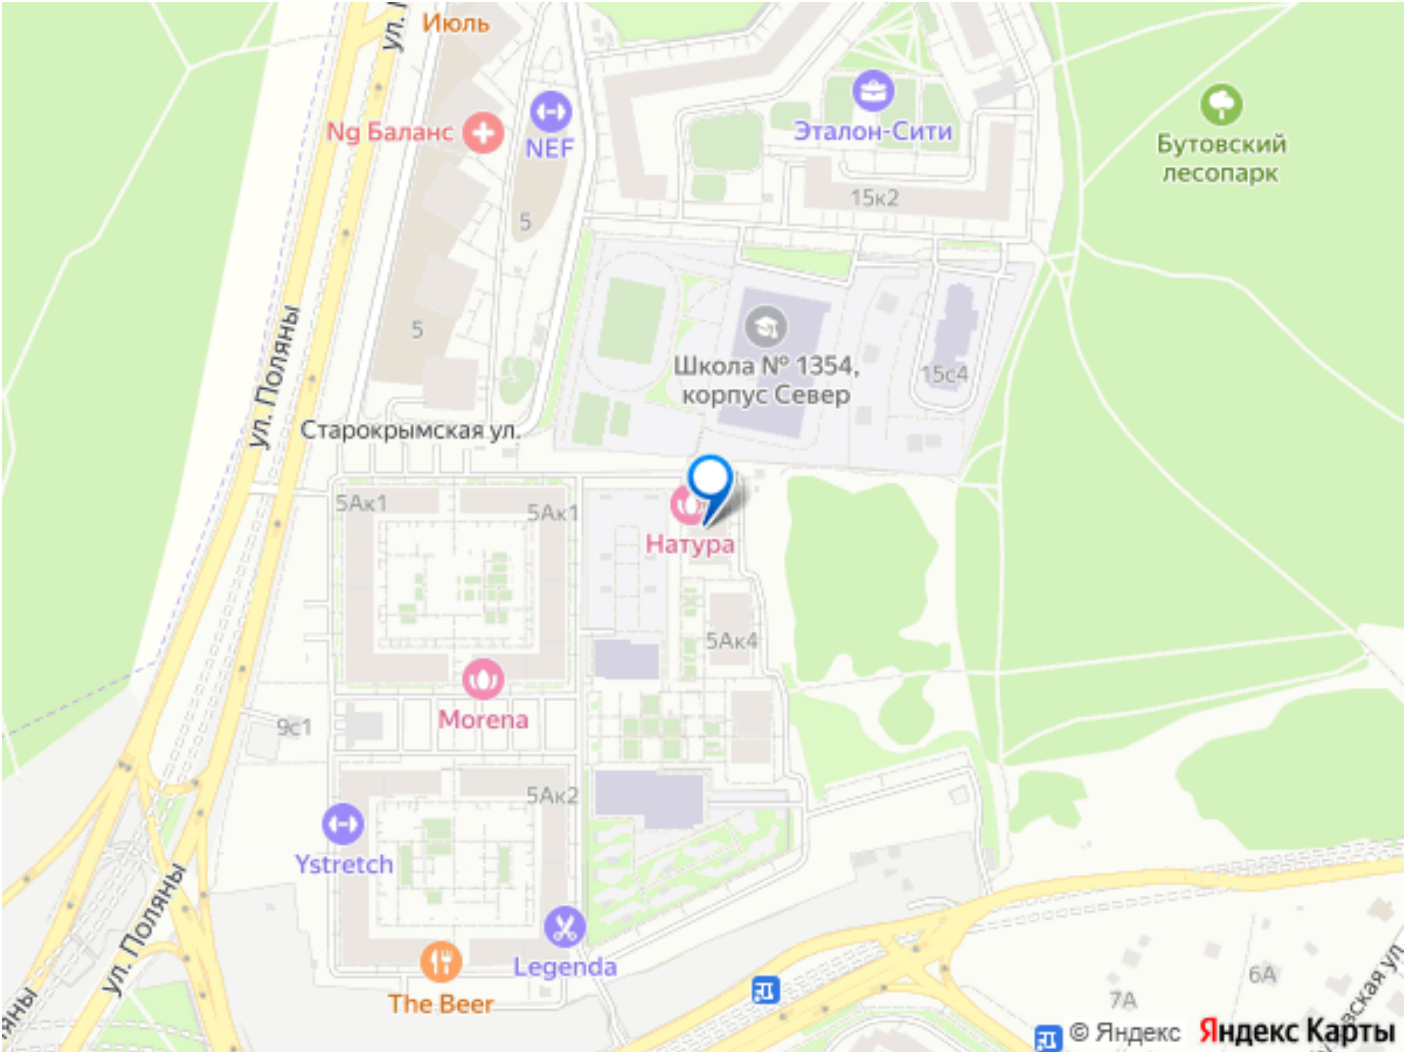 Июль
ул.
Ng Баланс
NEF
5
Эталон-Сити
15к2
Бутовский
лесопарк
ул. Поляны
5
Школа № 1354,
корпус Север
15с4
Старокрымская ул.
5Ак1
5Ак1
Натура
5Ак4
Morena
9с1
5Ак2
Ystretch
ул. Поляны
Legenda
The Beer
7А
6А
© Яндекс Яндекс Карты